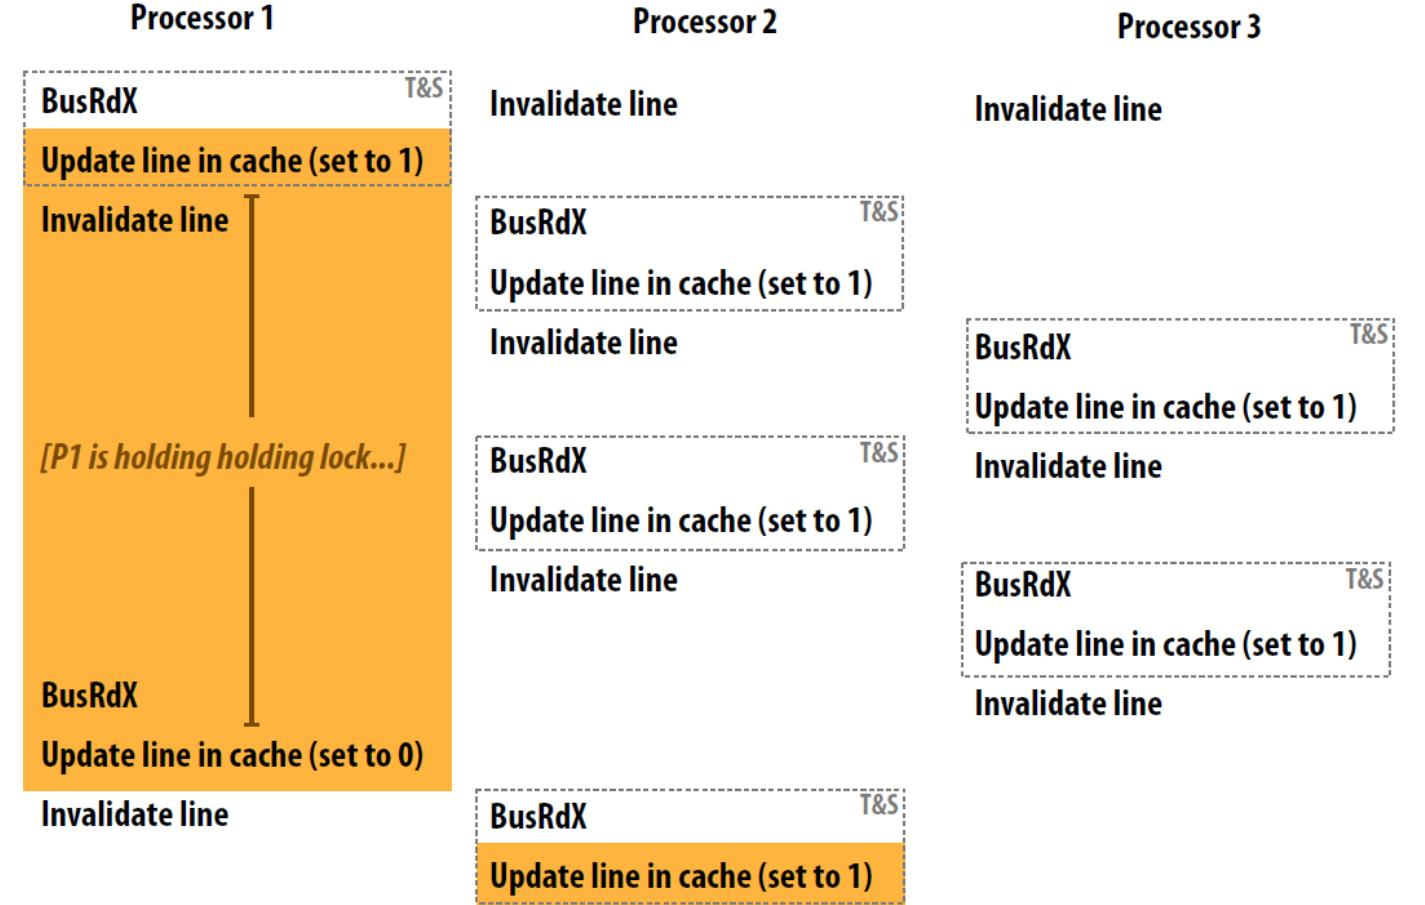 Processor 1
BusRdX
T&S
Update line in cache (set to 1)
Invalidate line
[P1 is holding holding lock...]
BusRdX
Update line in cache (set to 0)
Invalidate line
Processor 2
Invalidate line
BusRdX
T&S
Update line in cache (set to 1)
Invalidate line
BusRdX
T&S
Update line in cache (set to 1)
Invalidate line
BusRdX
T&S
Update line in cache (set to 1)
Processor 3
Invalidate line
BusRdX
T&S
Update line in cache (set to 1)
Invalidate line
BusRdX
T&S
Update line in cache (set to 1)
Invalidate line